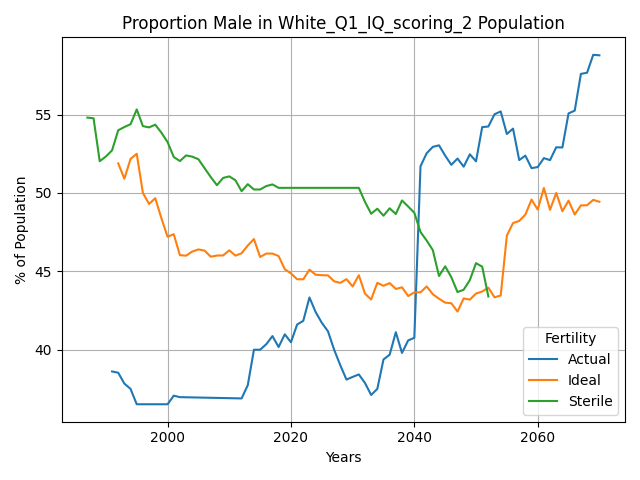 Proportion Male in White_Q1_IQ_scoring_2 Population
% of Population
55
50
45
40
2000
2020
2040
2060
Years
Fertility
Actual
Ideal
Sterile